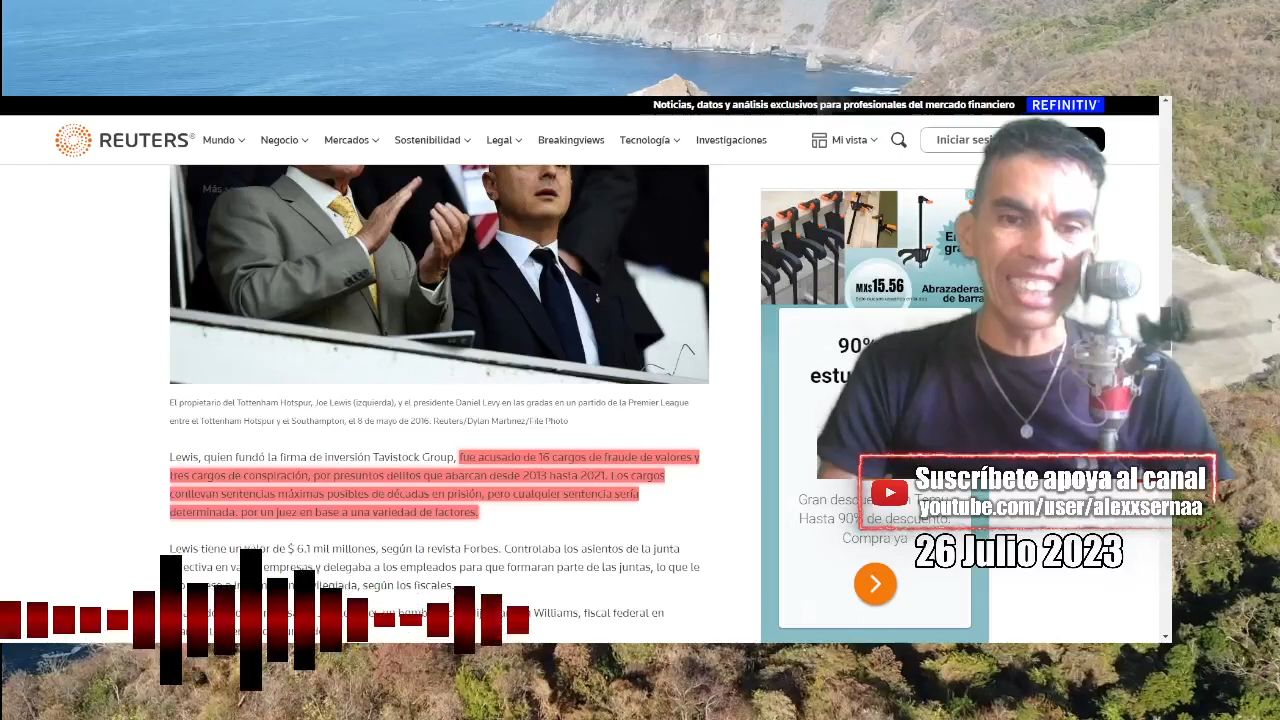 Noticias, datos y análisis exclusivos para profesionales del mercado financiero REFINITIV
REUTERS® Mundo Negocio Mercados Sostenibilidad Legal Breakingviews Tecnología Investigaciones Mi vista Iniciar sesi
Más
MX$15.56
Abrazaderas
de barra
90%
estu
El propietario del Tottenham Hotspur, Joe Lewis (izquierda), y el presidente Daniel Levy en las gradas en un partido de la Premier League
entre el Tottenham Hotspur y el Southampton, el 8 de mayo de 2016. Reuters/Dylan Martinez/File Photo
Lewis, quien fundó la firma de inversión Tavistock Group, fue acusado de 16 cargos de fraude de valores y
tres cargos de conspiración, por presuntos delitos que abarcan desde 2013 hasta 2021. Los cargos
conllevan sentencias máximas posibles de décadas en prisión, pero cualquier sentencia sería
determinada. por un juez en base a una variedad de factores.
Suscríbete apoya al canal
youtube.com/user/alexxsernaa
26 Julio 2023
Gran descue
Hasta 90% de descuento.
Compra ya
Lewis tiene un valor de $ 6.1 mil millones, según la revista Forbes. Controlaba los asientos de la junta
empresas y delegaba a los empleados para que formaran parte de las juntas, lo que le
según los fiscales.
Williams, fiscal federal en